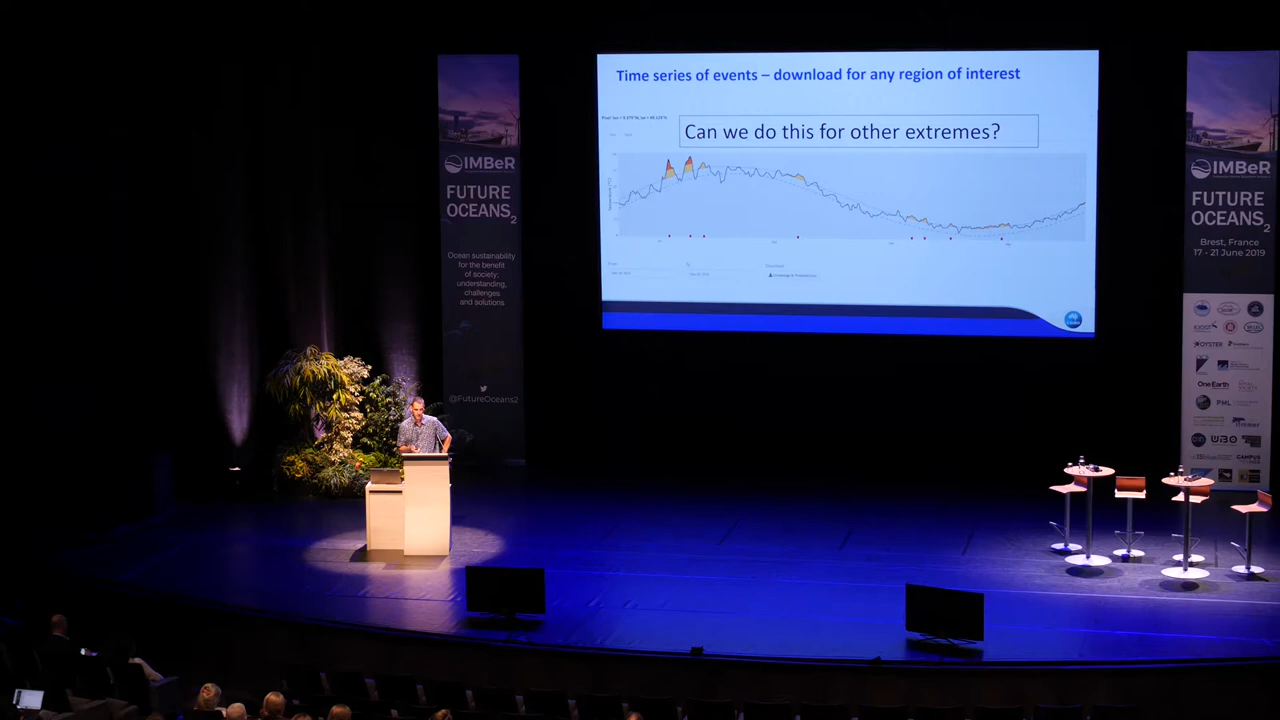 Time series of events – download for any region of interest
Can we do this for other extremes?
IMBeR
FUTURE
OCEANS2
Ocean sustainability
for the benefit
of society;
understanding,
challenges
and solutions
@FutureOceans2
IMBeR
FUTURE
OCEANS2
Brest, France
17 - 21 June 2019
OYSTER
One Earth
PML
UBO
CAMPUS